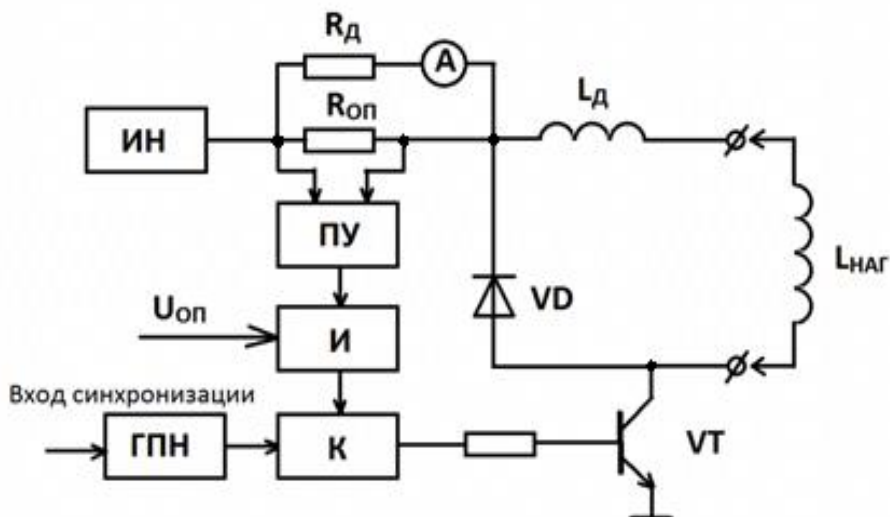 RД
A
RОП
LД
ИН
ПУ
LНАГ
VD
UОП
И
Вход синхронизации
ГПН
К
VT